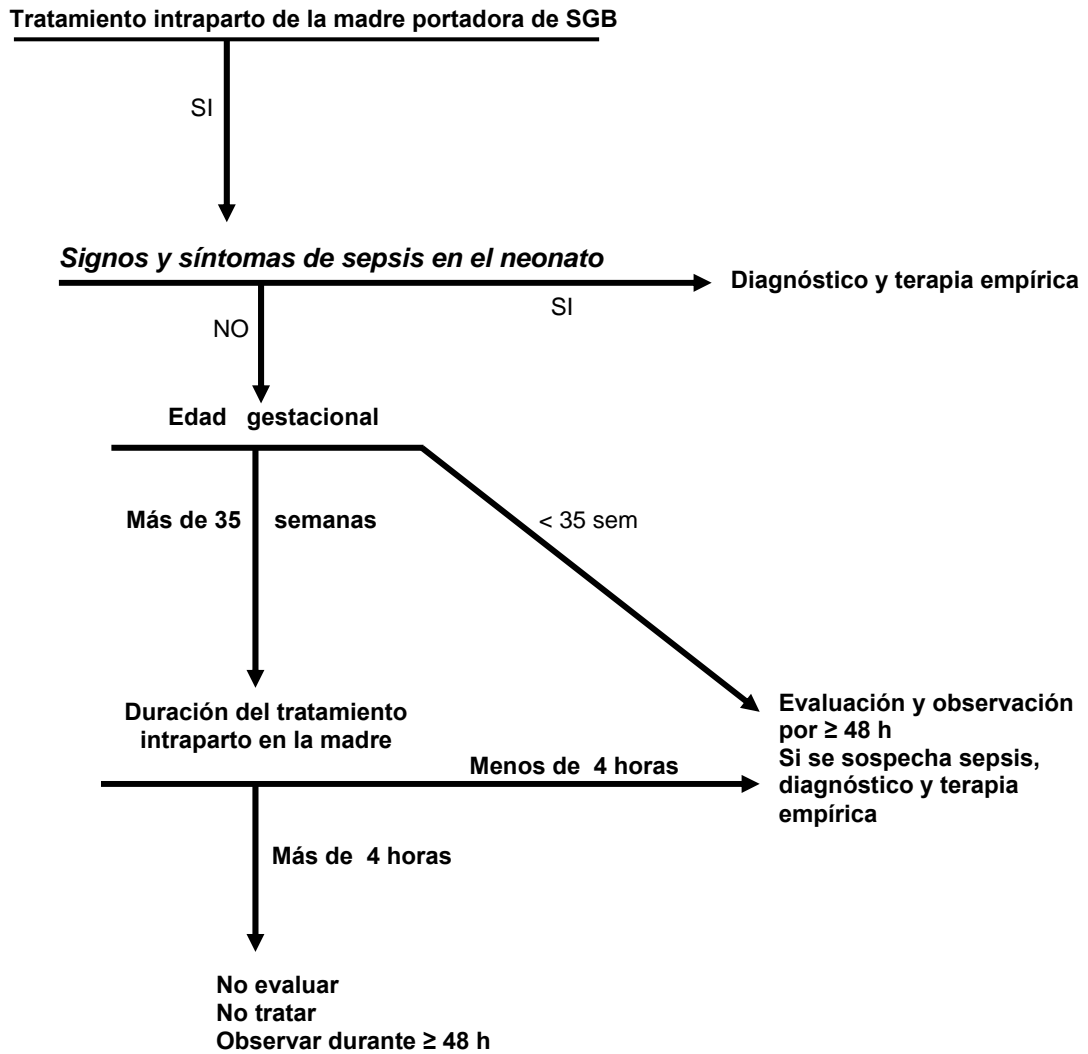 Tratamiento intraparto de la madre portadora de SGB
SI
Signos y síntomas de sepsis en el neonato
Diagnóstico y terapia empírica
SI
NO
Edad gestacional
Más de 35 semanas
< 35 sem
Duración del tratamiento
intraparto en la madre
Menos de 4 horas
Evaluación y observación
por ≥ 48 h
Si se sospecha sepsis,
diagnóstico y terapia
empírica
Más de 4 horas
No evaluar
No tratar
Observar durante ≥ 48 h